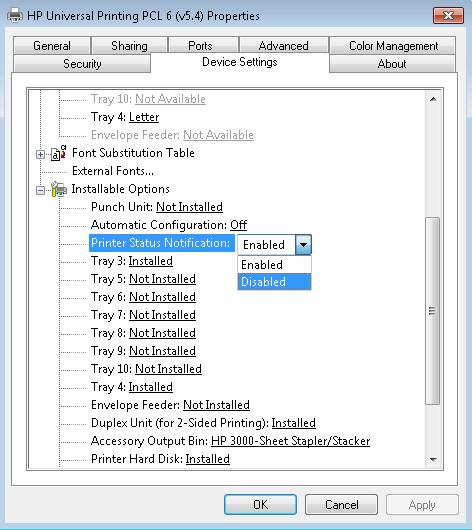 HP Universal Printing PCL 6 (v5.4) Properties
General Sharing Ports Advanced Color Management
Security Device Settings About
Tray 10: Not Available
Tray 4: Letter
Envelope Feeder: Not Available
Font Substitution Table
External Fonts...
Installable Options
Punch Unit: Not Installed
Automatic Configuration: Off
Printer Status Notification: Enabled
Enabled
Tray 3: Installed
Disabled
Tray 5: Not Installed
Tray 6: Not Installed
Tray 7: Not Installed
Tray 8: Not Installed
Tray 9: Not Installed
Tray 10: Not Installed
Tray 4: Installed
Envelope Feeder: Not Installed
Duplex Unit (for 2-Sided Printing): Installed
Accessory Output Bin: HP 3000-Sheet Stapler/Stacker
Printer Hard Disk: Installed
OK Cancel Apply